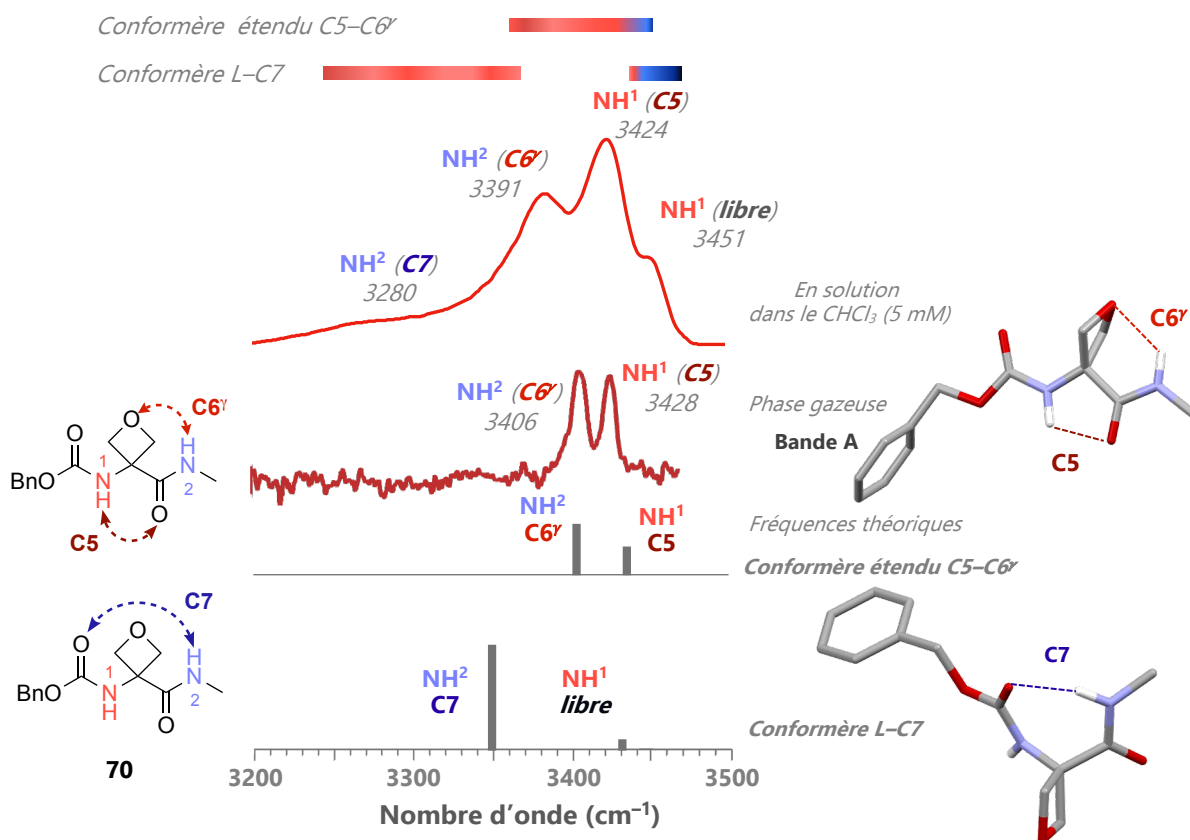 Conformère étendu C5–C6ᵞ
Conformère L–C7
NH¹ (C5)
3424
NH² (C6ᵞ)
3391
NH¹ (libre)
3451
NH² (C7)
3280
En solution
dans le CHCl₃ (5 mM)
C6ᵞ
C5
NH² (C6ᵞ)
3406
NH¹ (C5)
3428
Phase gazeuse
Bande A
C6ᵞ
O
O
H
1
N
N
BnO
H
2
O
C5
NH²
C6ᵞ
NH¹
C5
Fréquences théoriques
Conformère étendu C5–C6ᵞ
C7
O
O
H
1
N
N
BnO
H
2
O
70
NH²
C7
NH¹
libre
C7
Conformère L–C7
3200 3300 3400 3500
Nombre d’onde (cm⁻¹)